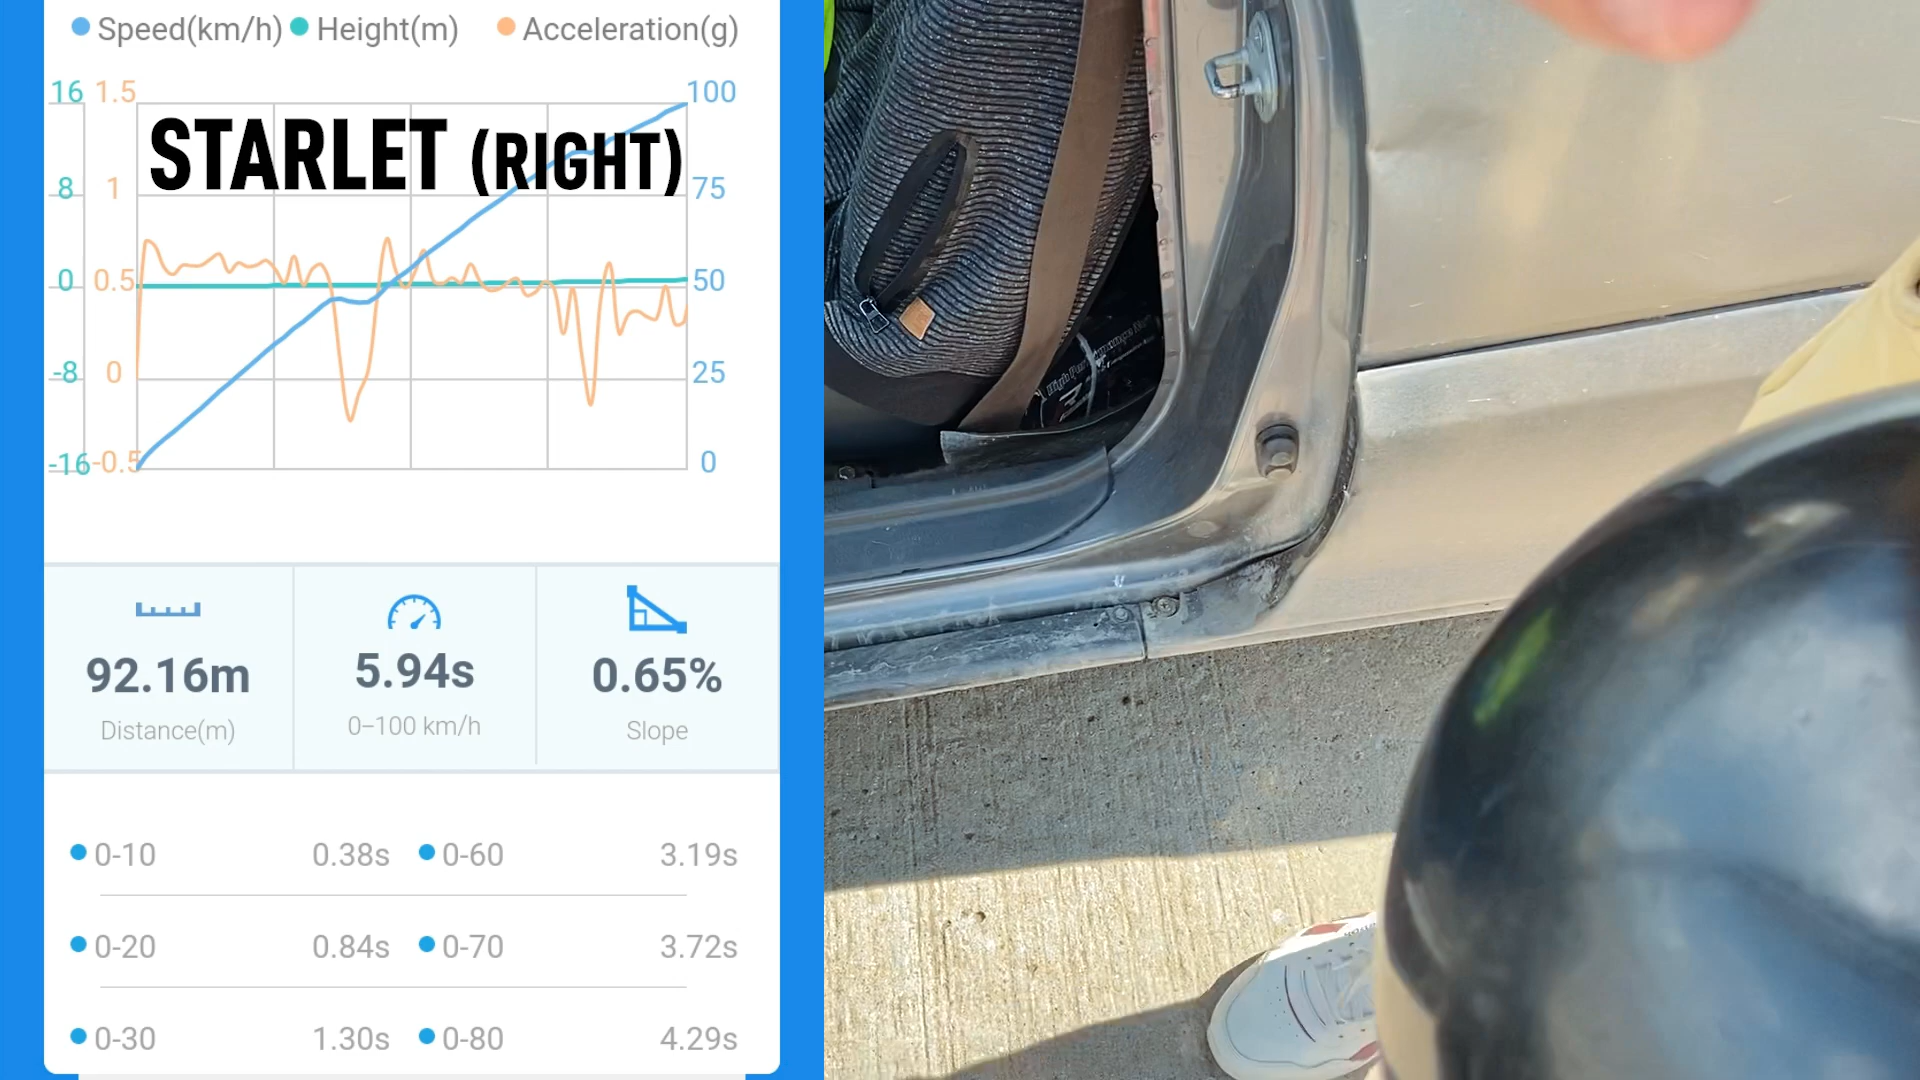 Speed(km/h) Height(m) Acceleration(g)
16 1.5 100
STARLET (RIGHT)
8 1 75
0 0.5 50
-8 0 25
-16 -0.5 0
92.16m 5.94s 0.65%
Distance(m) 0–100 km/h Slope
0-10 0.38s 0-60 3.19s
0-20 0.84s 0-70 3.72s
0-30 1.30s 0-80 4.29s